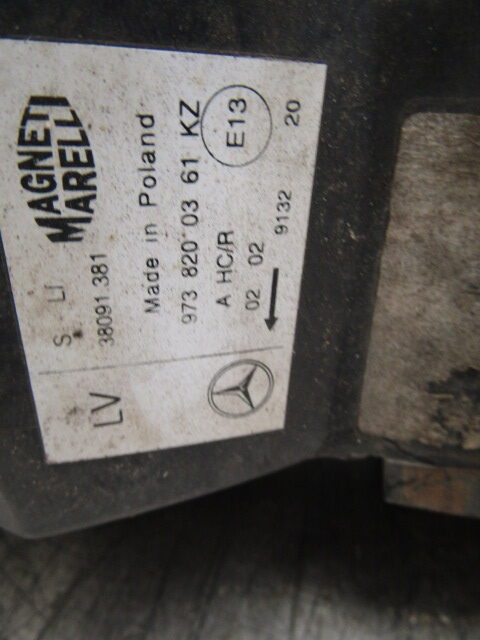 MAGNETI
MARELLI
S LI
38091.381
Made in Poland
973 820 03 61 KZ
A HC/R
02 02
E13
9132
20
LV